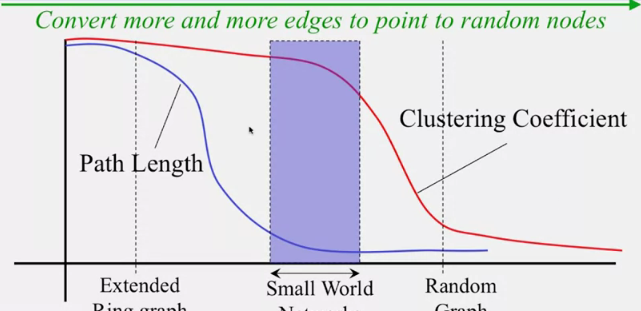 Convert more and more edges to point to random nodes
Clustering Coefficient
Path Length
Extended
Ring graph
Small World
Networks
Random
Graph